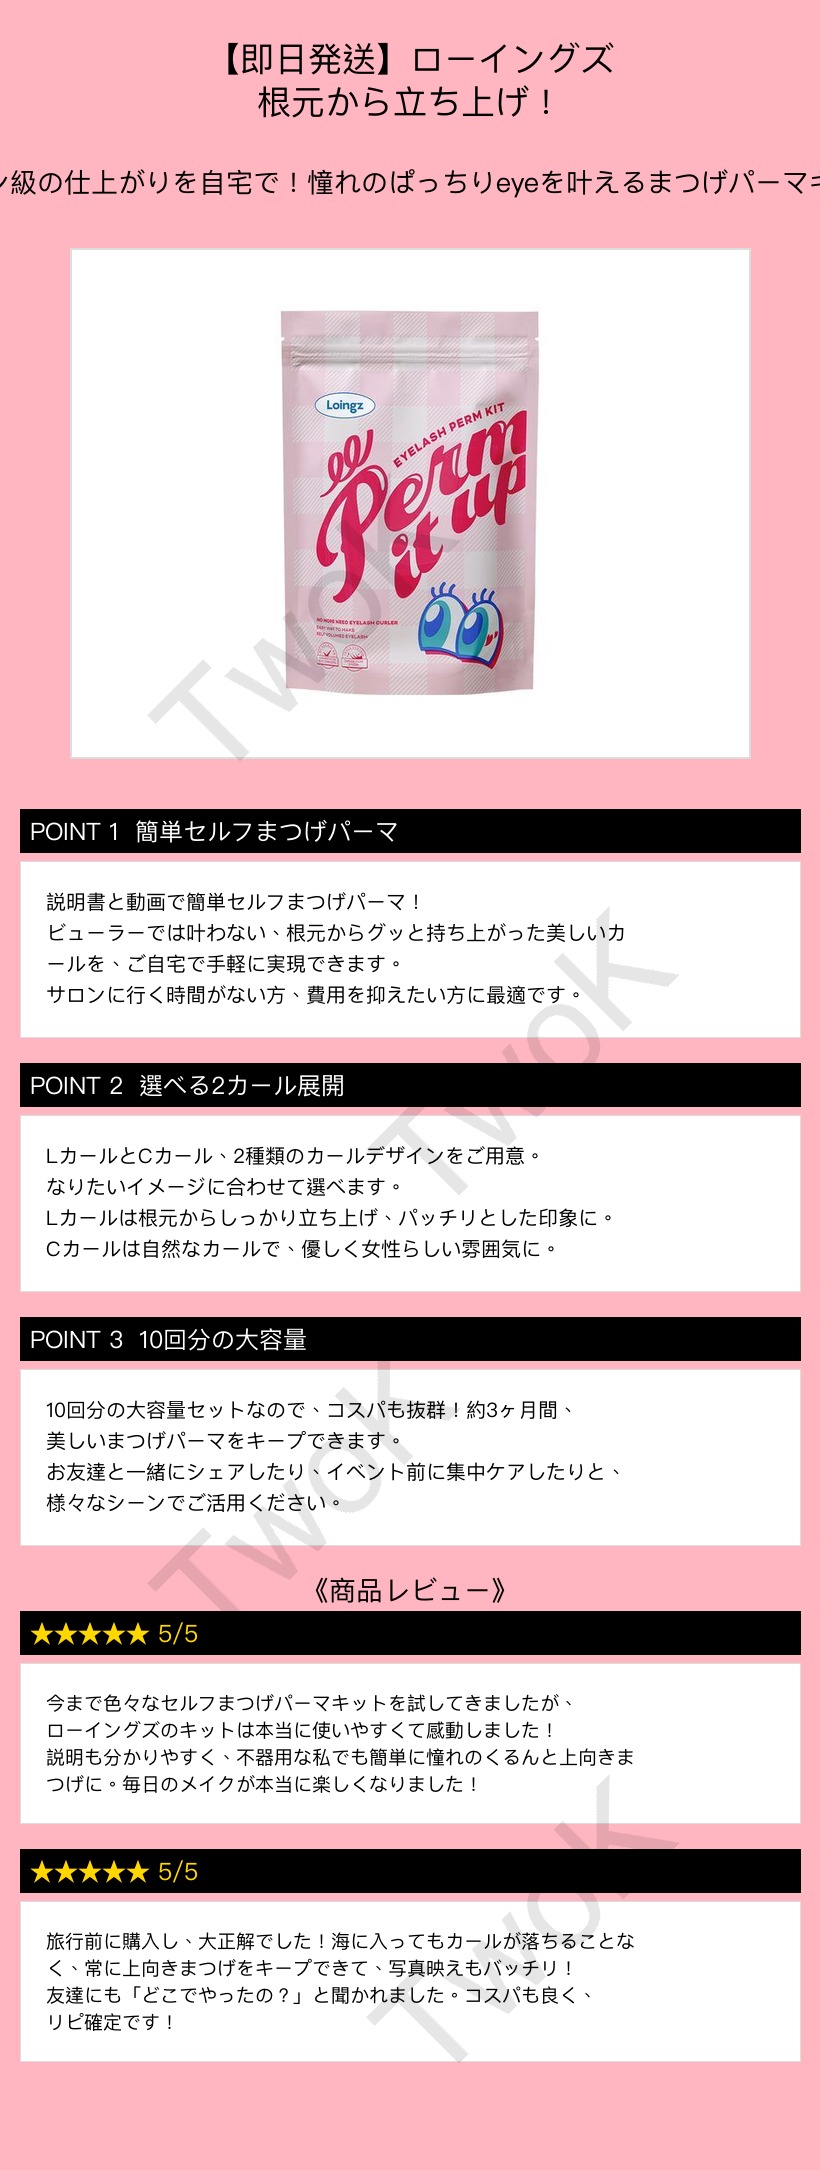 【即日発送】ローイングズ
根元から立ち上げ！
ン級の仕上がりを自宅で！憧れのぱっちりeyeを叶えるまつげパーマキ
Loingz
EYELASH PERM KIT
Perm
it up
NO MORE NEED EYELASH CURLER
EASY WAY TO MAKE
SELF VOLUMED EYELASH
TwoK
POINT 1 簡単セルフまつげパーマ
説明書と動画で簡単セルフまつげパーマ！
ビューラーでは叶わない、根元からグッと持ち上がった美しいカ
ールを、ご自宅で手軽に実現できます。
サロンに行く時間がない方、費用を抑えたい方に最適です。
TwoK
POINT 2 選べる2カール展開
LカールとCカール、2種類のカールデザインをご用意。
なりたいイメージに合わせて選べます。
Lカールは根元からしっかり立ち上げ、パッチリとした印象に。
Cカールは自然なカールで、優しく女性らしい雰囲気に。
POINT 3 10回分の大容量
10回分の大容量セットなので、コスパも抜群！約3ヶ月間、
美しいまつげパーマをキープできます。
お友達と一緒にシェアしたり、イベント前に集中ケアしたりと、
様々なシーンでご活用ください。
TwoK
《商品レビュー》
★★★★★ 5/5
今まで色々なセルフまつげパーマキットを試してきましたが、
ローイングズのキットは本当に使いやすくて感動しました！
説明も分かりやすく、不器用な私でも簡単に憧れのくるんと上向きま
つげに。毎日のメイクが本当に楽しくなりました！
★★★★★ 5/5
旅行前に購入し、大正解でした！海に入ってもカールが落ちることな
く、常に上向きまつげをキープできて、写真映えもバッチリ！
友達にも「どこでやったの？」と聞かれました。コスパも良く、
リピ確定です！
TwoK